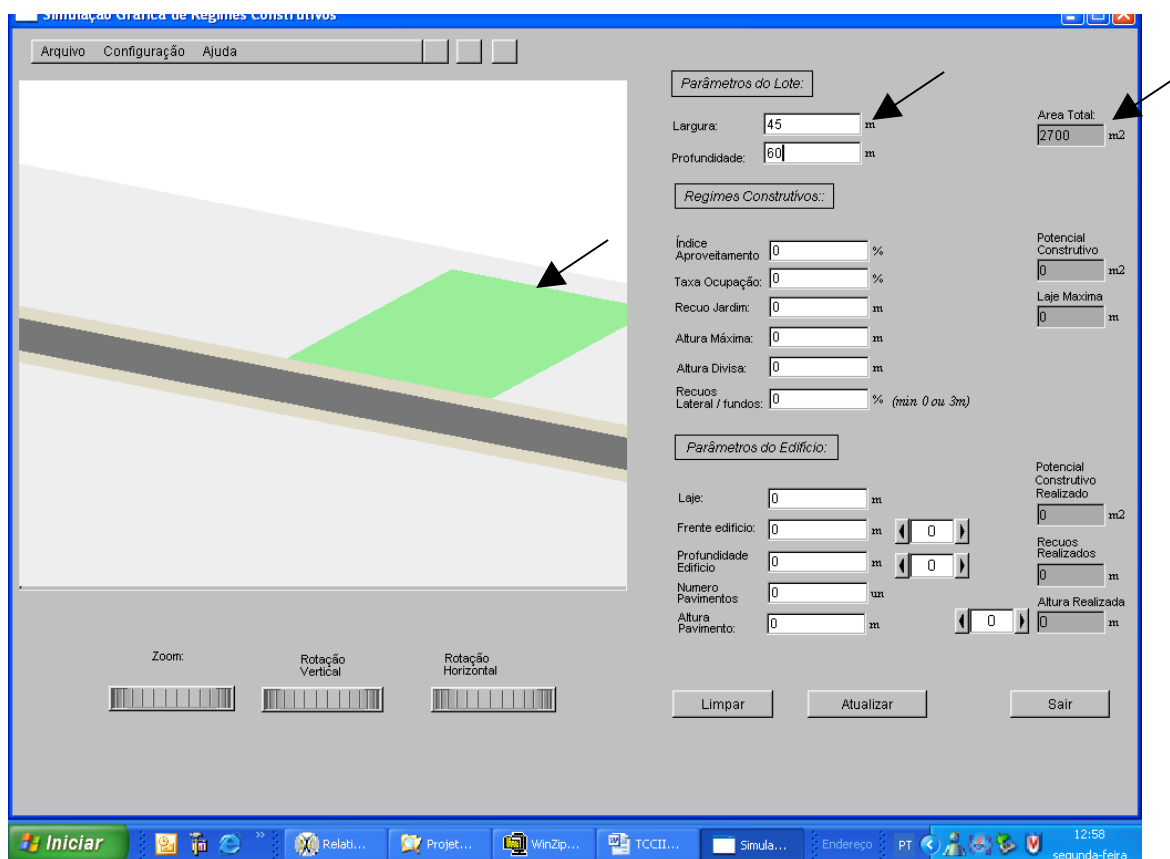 Simulação Gráfica de Regimes Construtivos
Arquivo Configuração Ajuda
Parâmetros do Lote:
Largura: 45 m
Area Total:
2700 m2
Profundidade: 60 m
Regimes Construtívos::
Índice
Aproveitamento 0 %
Potencial
Construtivo
0 m2
Taxa Ocupação: 0 %
Recuo Jardim: 0 m
Laje Maxima
0 m
Altura Máxima: 0 m
Altura Divisa: 0 m
Recuos
Lateral / fundos: 0 % (min 0 ou 3m)
Parâmetros do Edifício:
Potencial
Construtivo
Realizado
0 m2
Laje: 0 m
Frente edificio: 0 m 0
Recuos
Realizados
0 m
Profundidade
Edificio 0 m 0
Numero
Pavimentos 0 un
Altura
Pavimento: 0 m 0
Altura Realizada
0 m
Zoom:
Rotação
Vertical
Rotação
Horizontal
Limpar Atualizar Sair
Iniciar » Relati... Projet... WinZip... TCCII... Simula... Endereço PT 12:58
segunda-feira